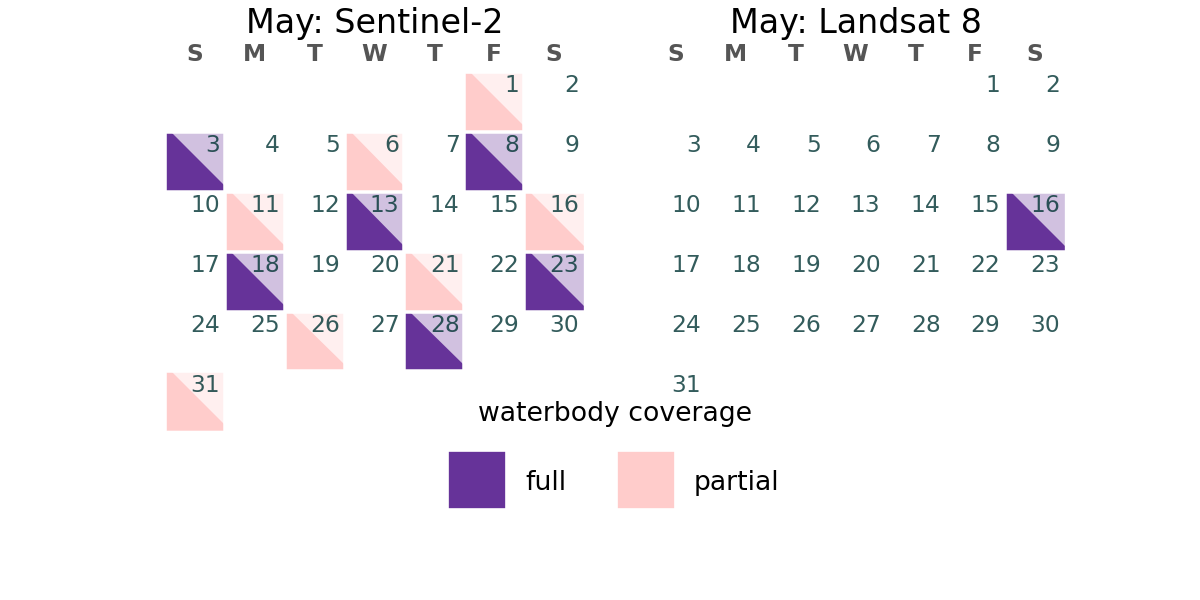 May: Sentinel-2
S M T W T F S
1 2
3 4 5 6 7 8 9
10 11 12 13 14 15 16
17 18 19 20 21 22 23
24 25 26 27 28 29 30
31
May: Landsat 8
S M T W T F S
1 2
3 4 5 6 7 8 9
10 11 12 13 14 15 16
17 18 19 20 21 22 23
24 25 26 27 28 29 30
31
waterbody coverage
full partial